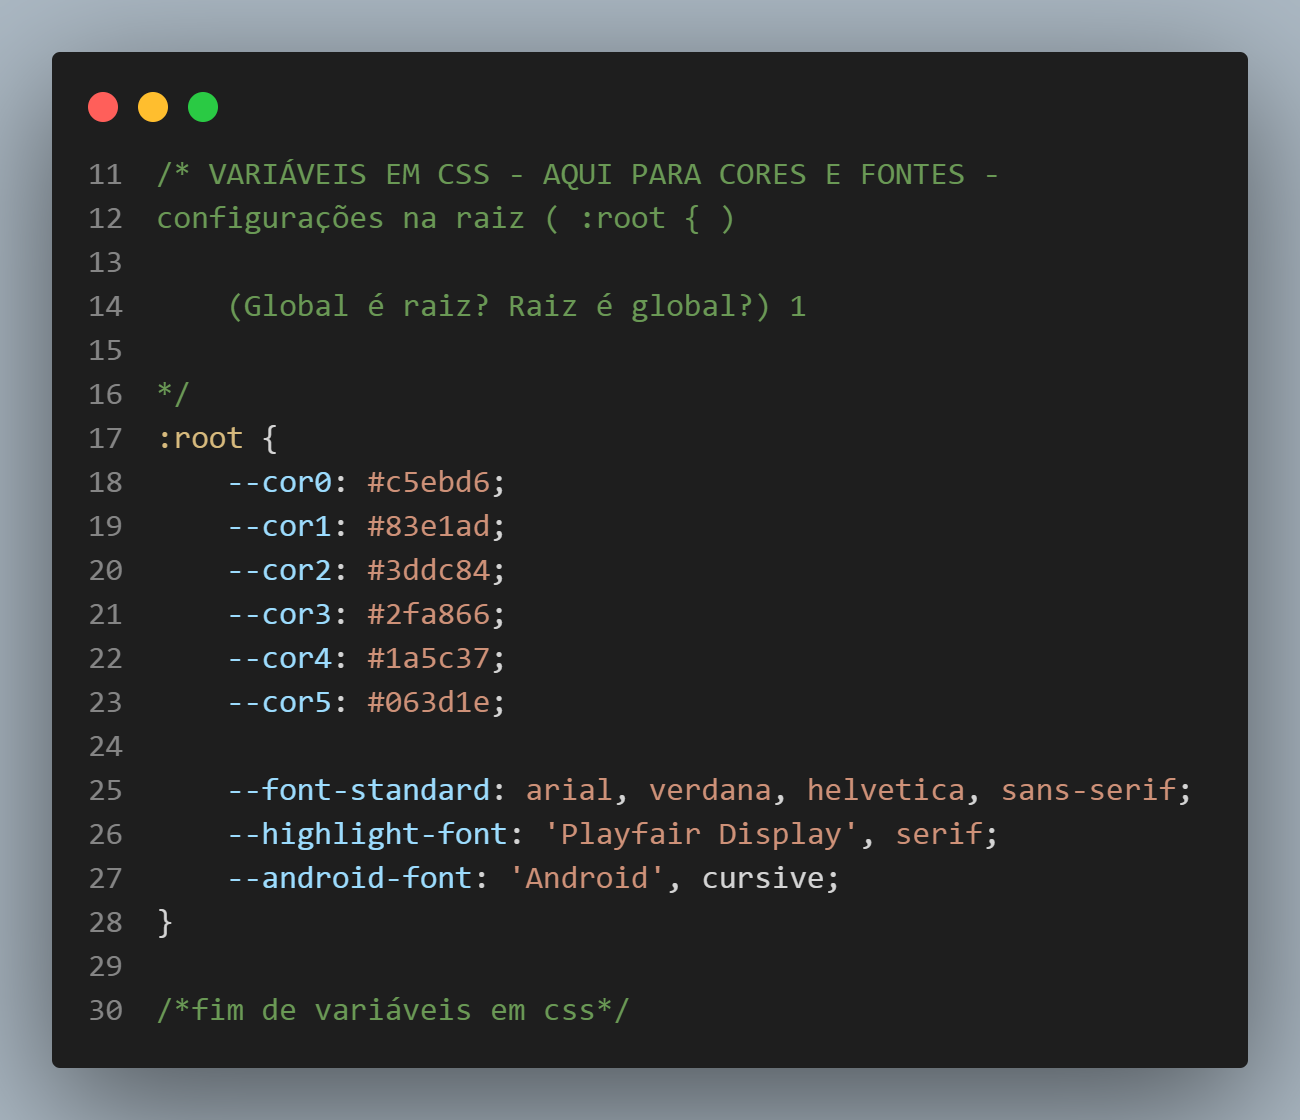 11 /* VARIÁVEIS EM CSS - AQUI PARA CORES E FONTES -
12 configurações na raiz ( :root { )
13
14     (Global é raiz? Raiz é global?) 1
15
16 */
17 :root {
18     --cor0: #c5ebd6;
19     --cor1: #83e1ad;
20     --cor2: #3ddc84;
21     --cor3: #2fa866;
22     --cor4: #1a5c37;
23     --cor5: #063d1e;
24
25     --font-standard: arial, verdana, helvetica, sans-serif;
26     --highlight-font: 'Playfair Display', serif;
27     --android-font: 'Android', cursive;
28 }
29
30 /*fim de variáveis em css*/